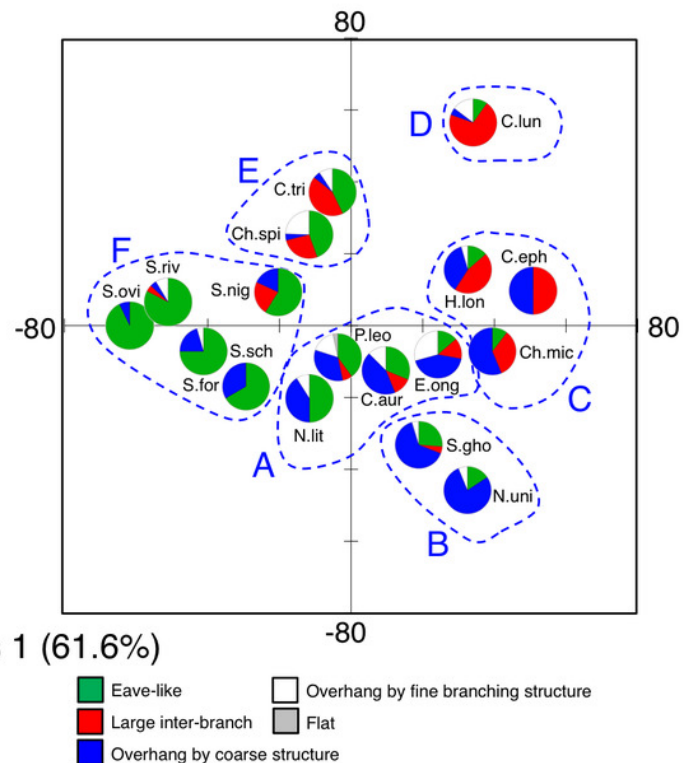 80
D
C.lun
E
C.tri
Ch.spi
F
S.riv
S.ovi
S.nig
C.eph
H.lon
-80
80
P.leo
S.sch
S.for
C.aur
E.ong
Ch.mic
N.lit
C
A
S.gho
N.uni
B
-80
1 (61.6%)
Eave-like
Overhang by fine branching structure
Large inter-branch
Flat
Overhang by coarse structure